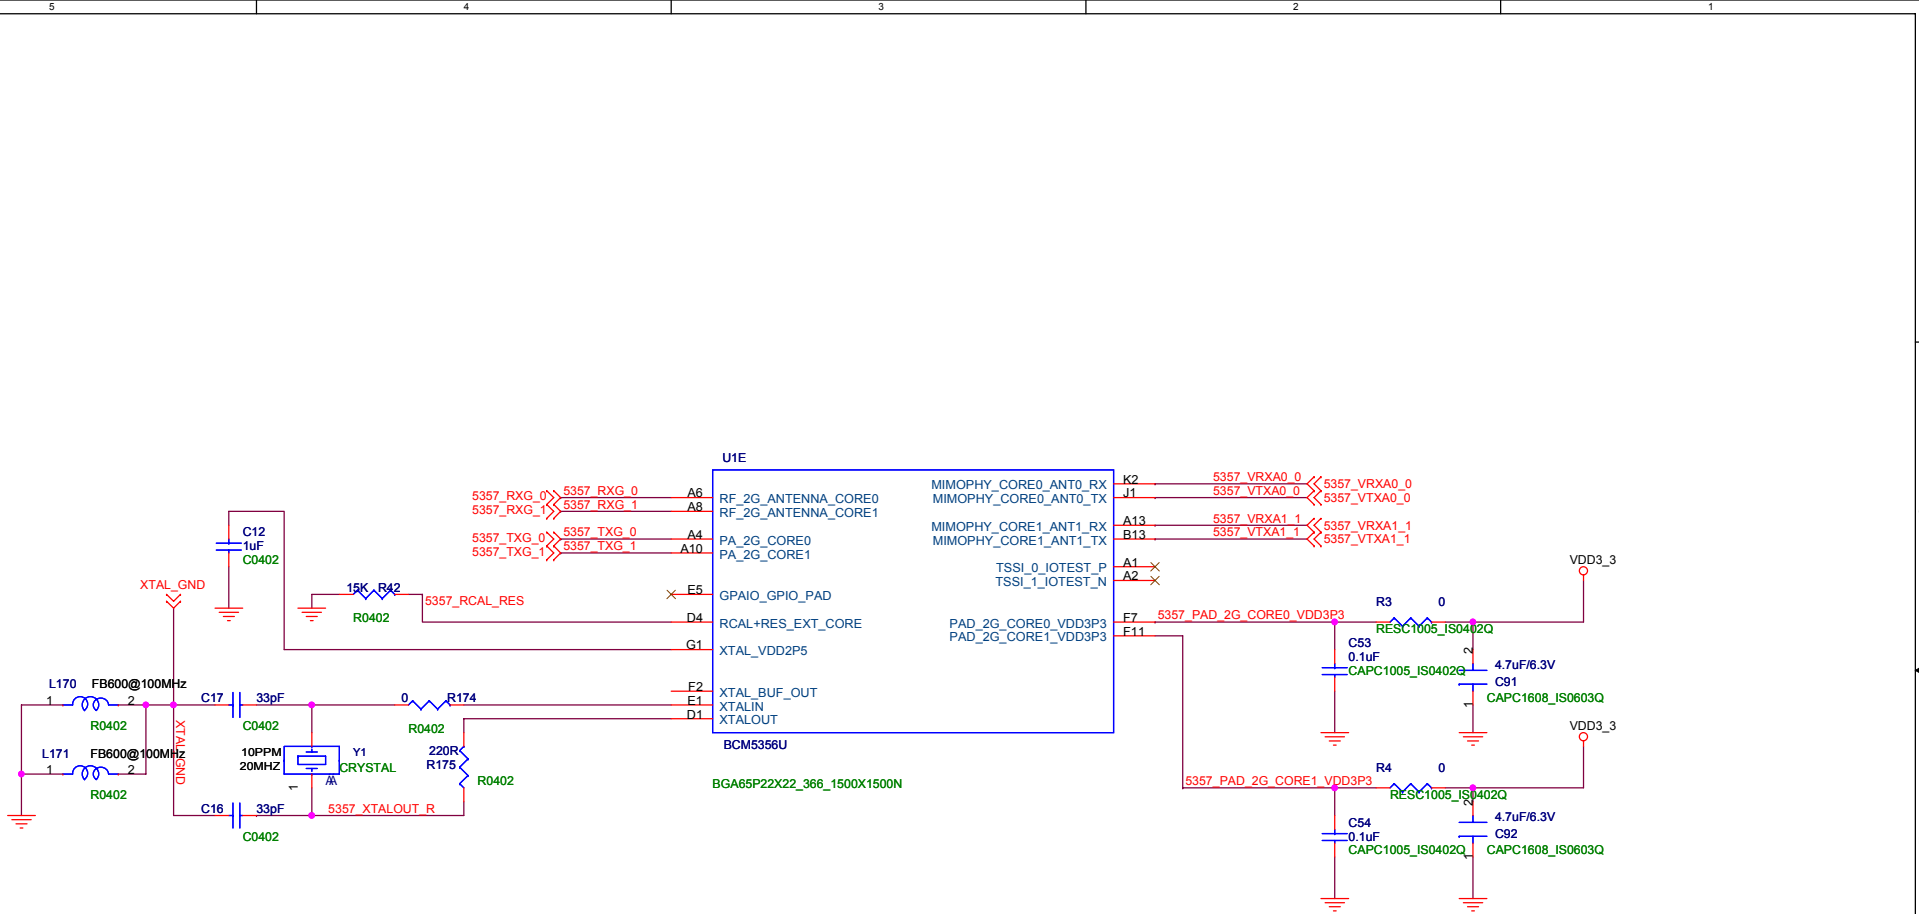 5 4 3 2 1
U1E
5357_RXG_0 5357_RXG_0 A6 RF_2G_ANTENNA_CORE0
5357_RXG_1 5357_RXG_1 A8 RF_2G_ANTENNA_CORE1
5357_TXG_0 5357_TXG_0 A4 PA_2G_CORE0
5357_TXG_1 5357_TXG_1 A10 PA_2G_CORE1
E5 GPAIO_GPIO_PAD
D4 RCAL+RES_EXT_CORE
G1 XTAL_VDD2P5
F2 XTAL_BUF_OUT
E1 XTALIN
D1 XTALOUT
MIMOPHY_CORE0_ANT0_RX K2 5357_VRXA0_0 5357_VRXA0_0
MIMOPHY_CORE0_ANT0_TX J1 5357_VTXA0_0 5357_VTXA0_0
MIMOPHY_CORE1_ANT1_RX A13 5357_VRXA1_1 5357_VRXA1_1
MIMOPHY_CORE1_ANT1_TX B13 5357_VTXA1_1 5357_VTXA1_1
TSSI_0_IOTEST_P A1
TSSI_1_IOTEST_N A2
PAD_2G_CORE0_VDD3P3 F7 5357_PAD_2G_CORE0_VDD3P3
PAD_2G_CORE1_VDD3P3 F11
BCM5356U
BGA65P22X22_366_1500X1500N
C12
1uF
C0402
XTAL_GND
15K R42
R0402
5357_RCAL_RES
L170 FB600@100MHz
1 2
R0402
L171 FB600@100MHz
1 2
R0402
XTAL_GND
C17 33pF
C0402
0 R174
R0402
10PPM
20MHZ
Y1
CRYSTAL
1
220R
R175
R0402
C16 33pF
C0402
5357_XTALOUT_R
VDD3_3
R3 0
RESC1005_IS0402Q
C53
0.1uF
CAPC1005_IS0402Q
2
4.7uF/6.3V
C91
CAPC1608_IS0603Q
1
VDD3_3
R4 0
5357_PAD_2G_CORE1_VDD3P3
RESC1005_IS0402Q
C54
0.1uF
CAPC1005_IS0402Q
2
4.7uF/6.3V
C92
CAPC1608_IS0603Q
1